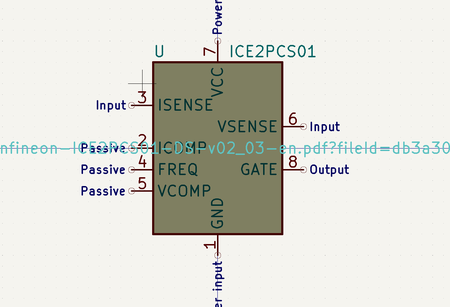 Power
U ICE2PCS01
7
VCC
Input 3 ISENSE
VSENSE 6 Input
Passive 2 ICOMP
nfineon-ICE2PCS01-DS-v02_03-en.pdf?fileId=db3a30
Passive 4 FREQ
GATE 8 Output
Passive 5 VCOMP
GND
1
er input